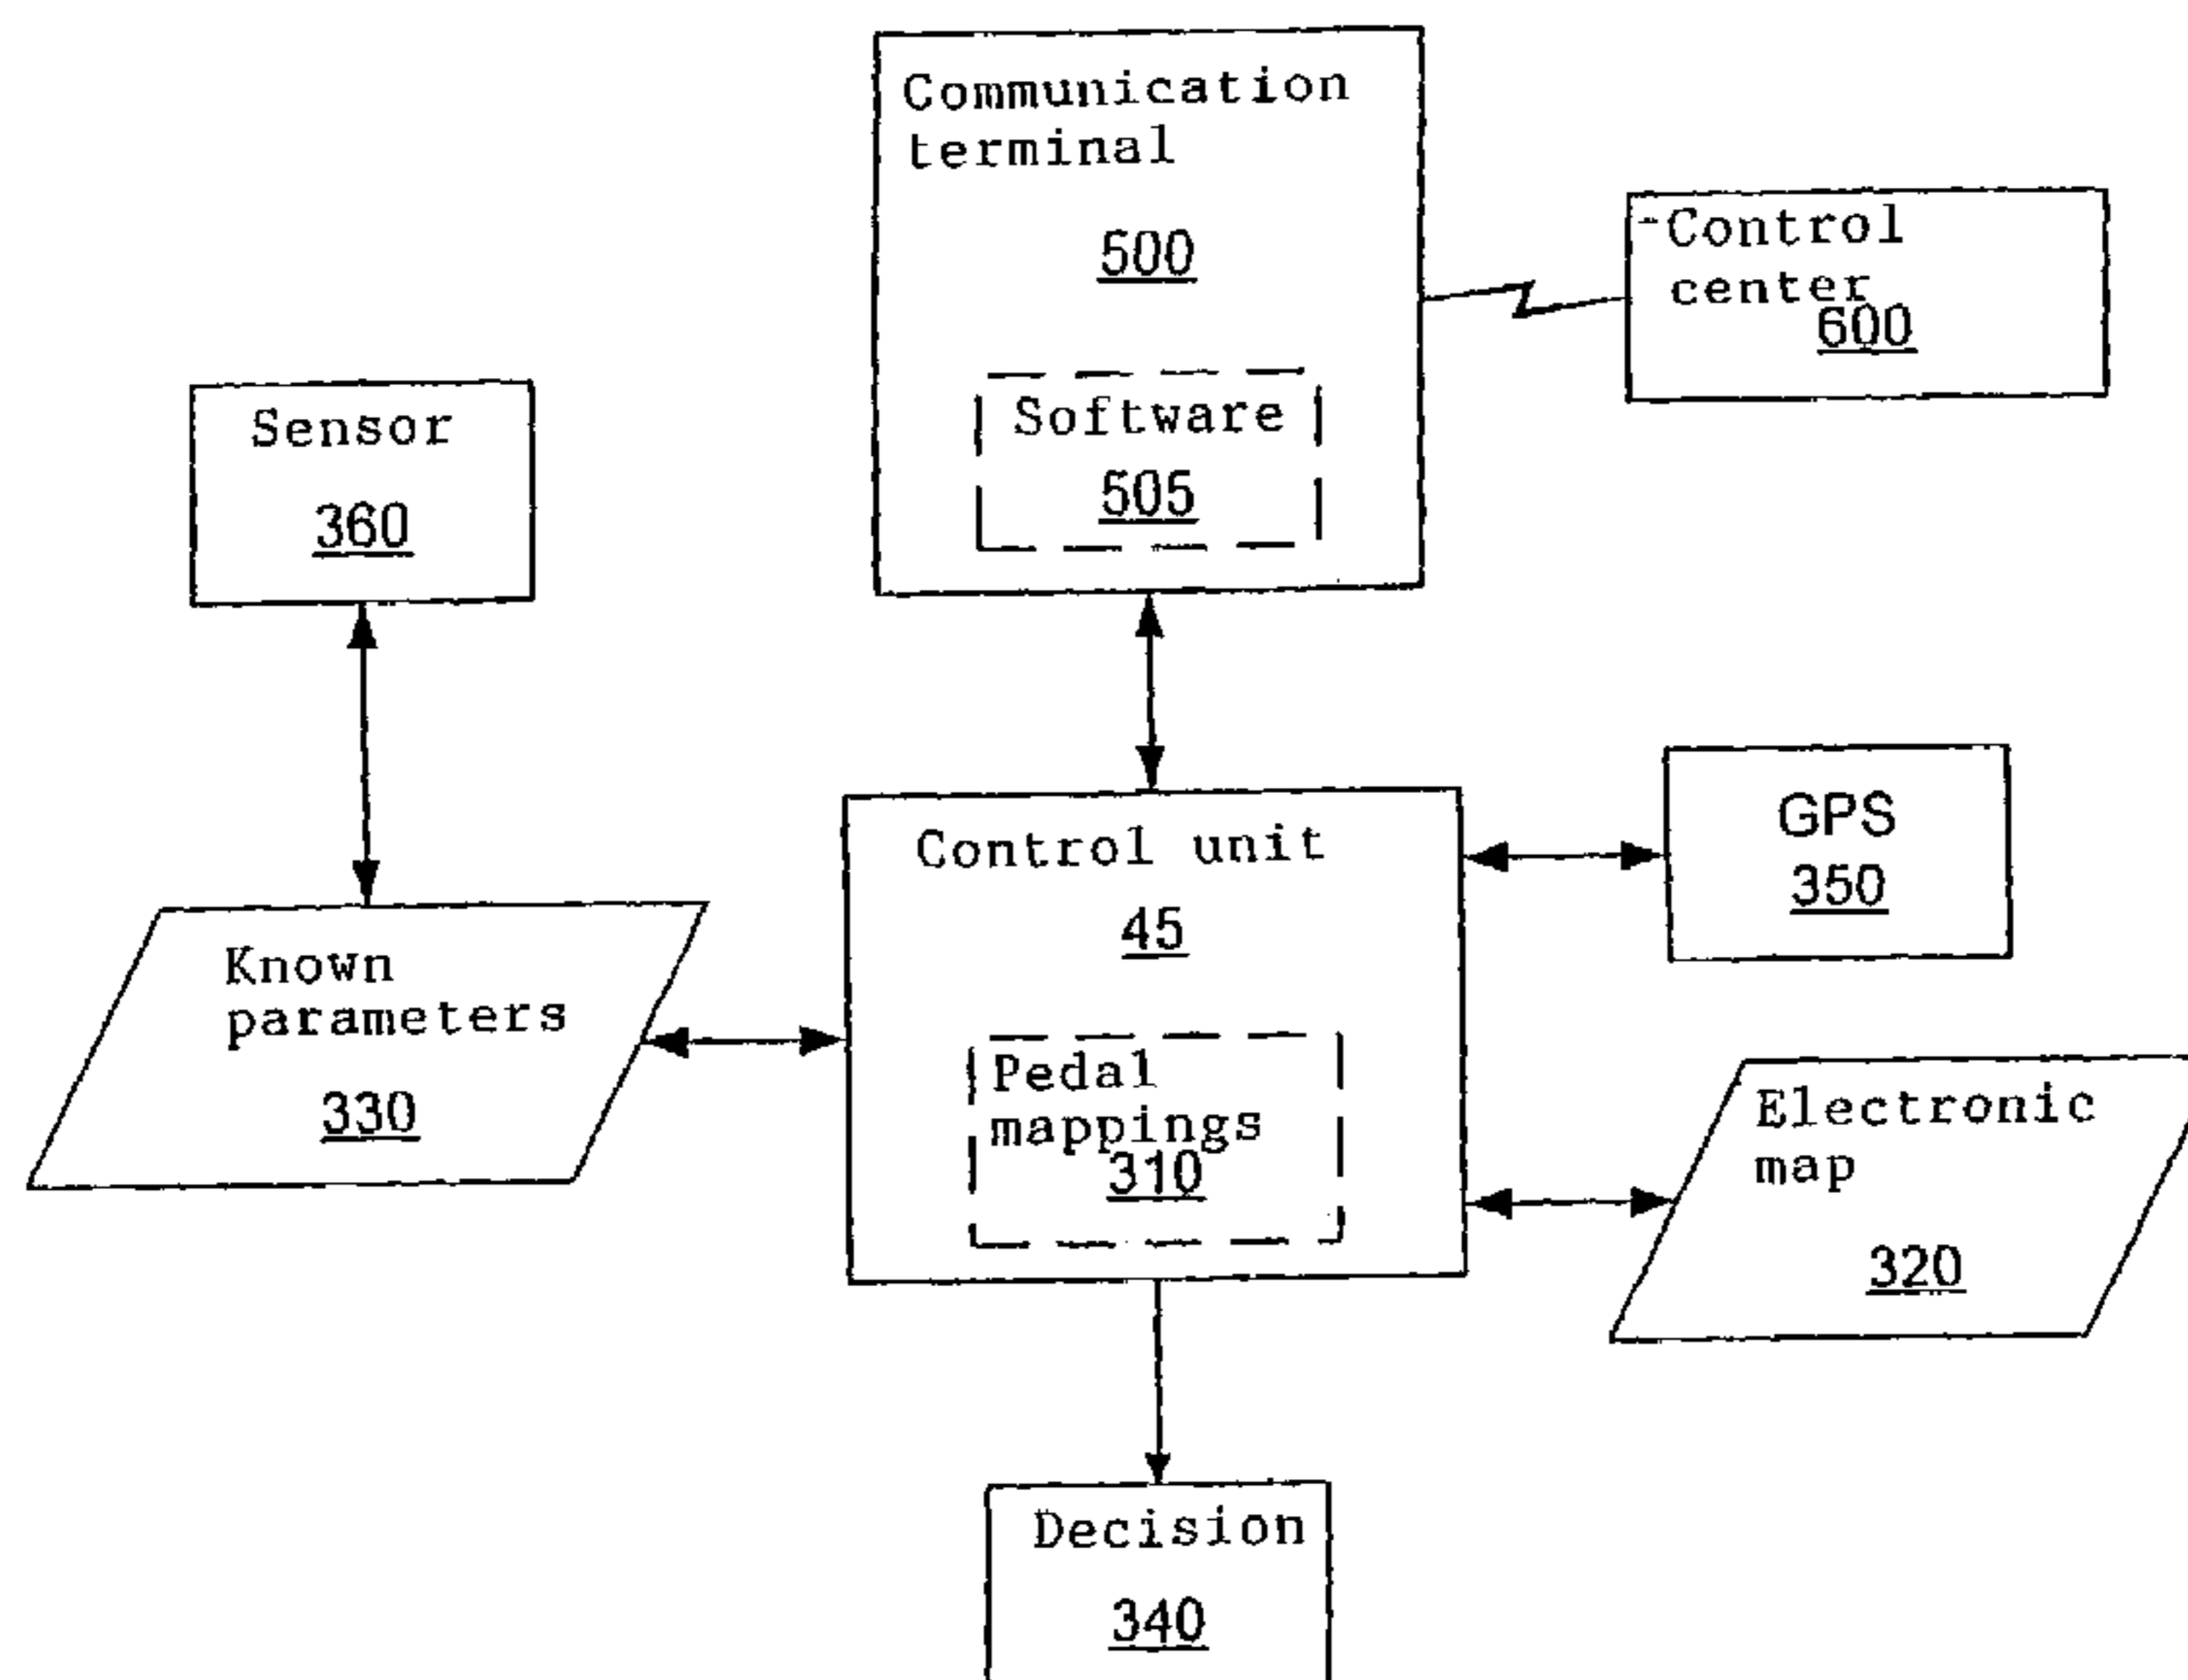 Communication
terminal
500
Control
center
600
Software
505
Sensor
360
Control unit
45
GPS
350
Known
parameters
330
Pedal
mappings
310
Electronic
map
320
Decision
340